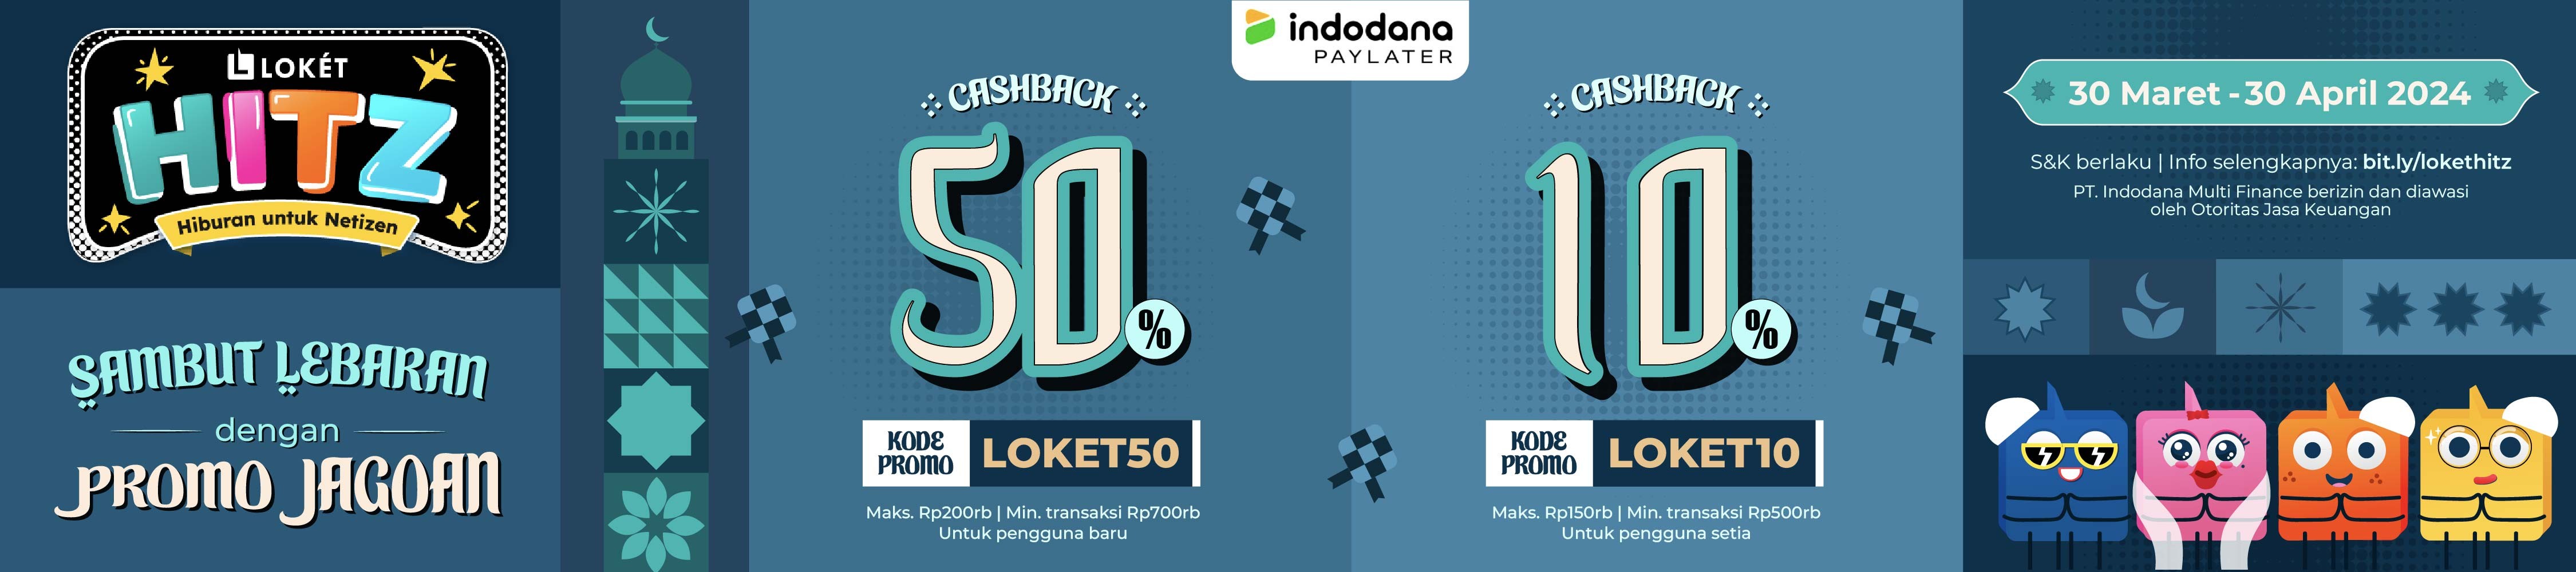 LOKÉT
HITZ
Hiburan untuk Netizen
SAMBUT LEBARAN
dengan
PROMO JAGOAN
indodana
PAYLATER
CASHBACK
50%
KODE
PROMO
LOKET50
Maks. Rp200rb | Min. transaksi Rp700rb
Untuk pengguna baru
CASHBACK
10%
KODE
PROMO
LOKET10
Maks. Rp150rb | Min. transaksi Rp500rb
Untuk pengguna setia
30 Maret - 30 April 2024
S&K berlaku | Info selengkapnya: bit.ly/lokethitz
PT. Indodana Multi Finance berizin dan diawasi
oleh Otoritas Jasa Keuangan